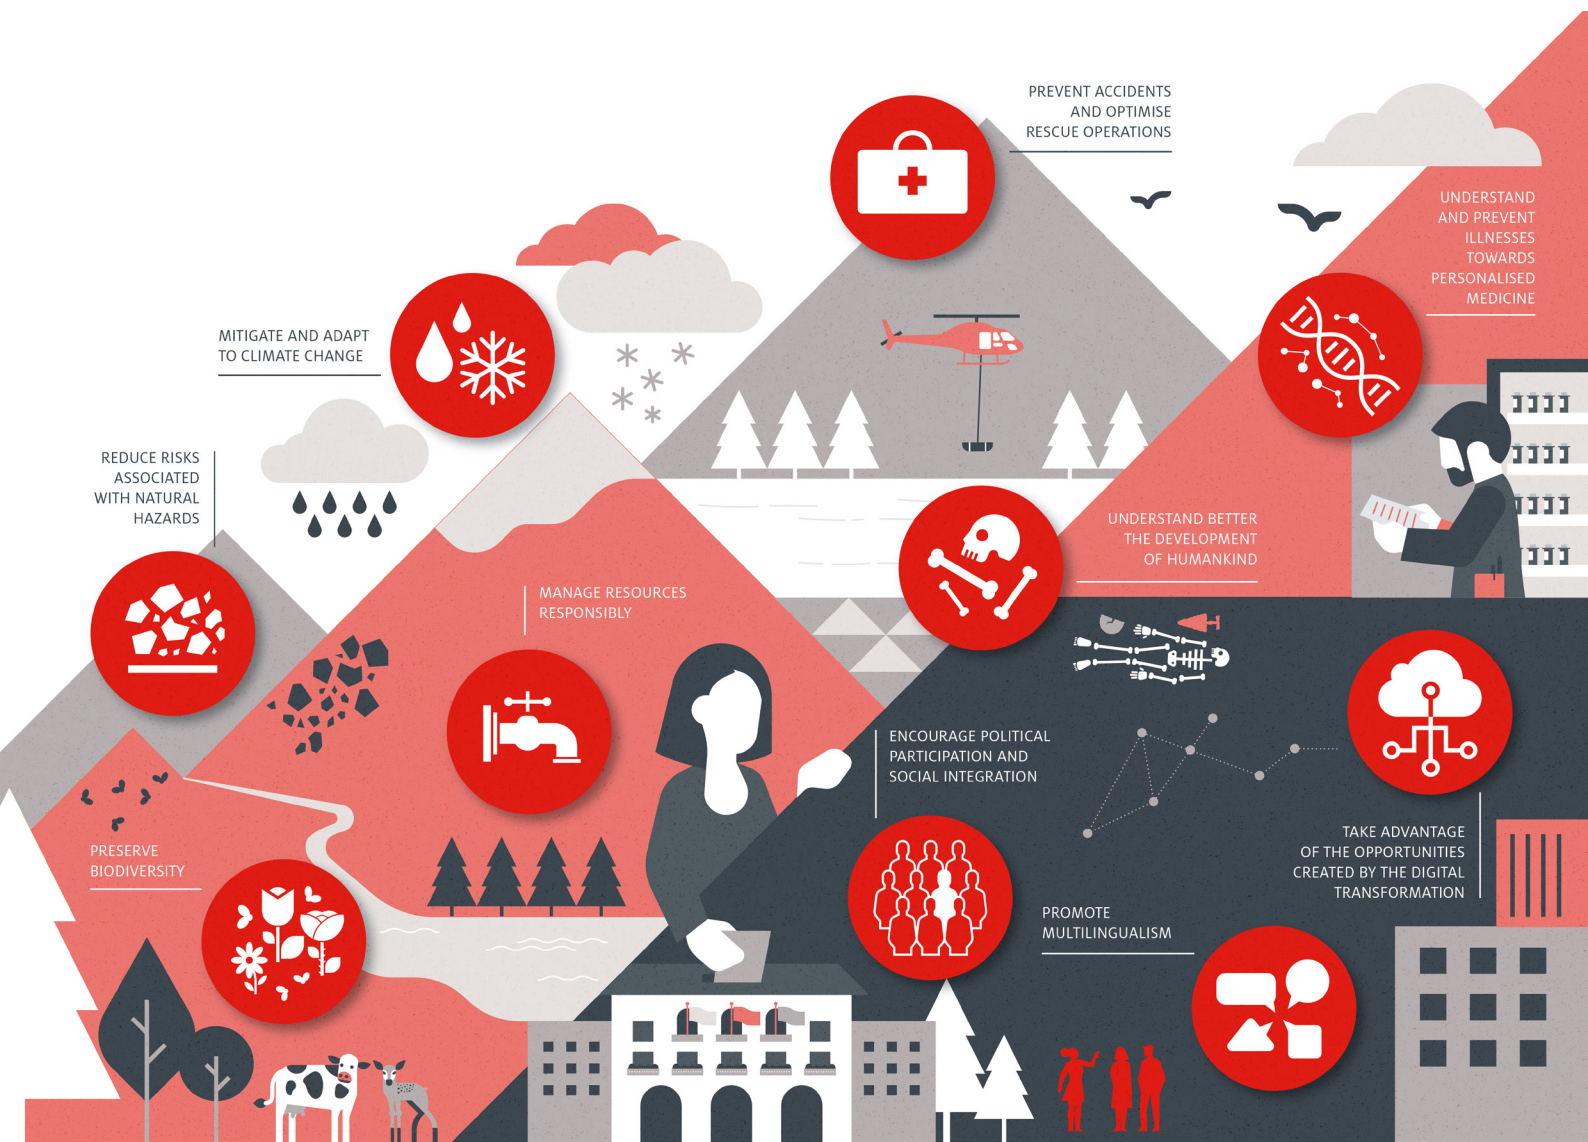 PREVENT ACCIDENTS
AND OPTIMISE
RESCUE OPERATIONS
UNDERSTAND
AND PREVENT
ILLNESSES
TOWARDS
PERSONALISED
MEDICINE
MITIGATE AND ADAPT
TO CLIMATE CHANGE
REDUCE RISKS
ASSOCIATED
WITH NATURAL
HAZARDS
UNDERSTAND BETTER
THE DEVELOPMENT
OF HUMANKIND
MANAGE RESOURCES
RESPONSIBLY
ENCOURAGE POLITICAL
PARTICIPATION AND
SOCIAL INTEGRATION
TAKE ADVANTAGE
OF THE OPPORTUNITIES
CREATED BY THE DIGITAL
TRANSFORMATION
PRESERVE
BIODIVERSITY
PROMOTE
MULTILINGUALISM